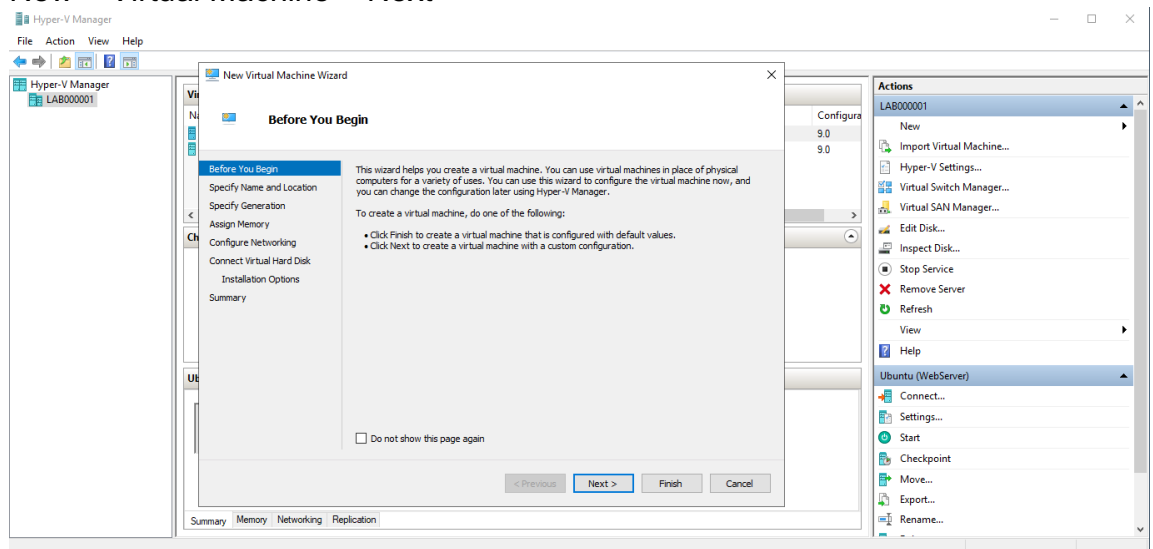 Hyper-V Manager
File Action View Help
Hyper-V Manager
LAB000001
Configura
9.0
9.0
New Virtual Machine Wizard
Before You Begin
Before You Begin
Specify Name and Location
Specify Generation
Assign Memory
Configure Networking
Connect Virtual Hard Disk
Installation Options
Summary
This wizard helps you create a virtual machine. You can use virtual machines in place of physical
computers for a variety of uses. You can use this wizard to configure the virtual machine now, and
you can change the configuration later using Hyper-V Manager.
To create a virtual machine, do one of the following:
• Click Finish to create a virtual machine that is configured with default values.
• Click Next to create a virtual machine with a custom configuration.
Do not show this page again
< Previous Next > Finish Cancel
Summary Memory Networking Replication
Actions
LAB000001
New
Import Virtual Machine...
Hyper-V Settings...
Virtual Switch Manager...
Virtual SAN Manager...
Edit Disk...
Inspect Disk...
Stop Service
Remove Server
Refresh
View
Help
Ubuntu (WebServer)
Connect...
Settings...
Start
Checkpoint
Move...
Export...
Rename...